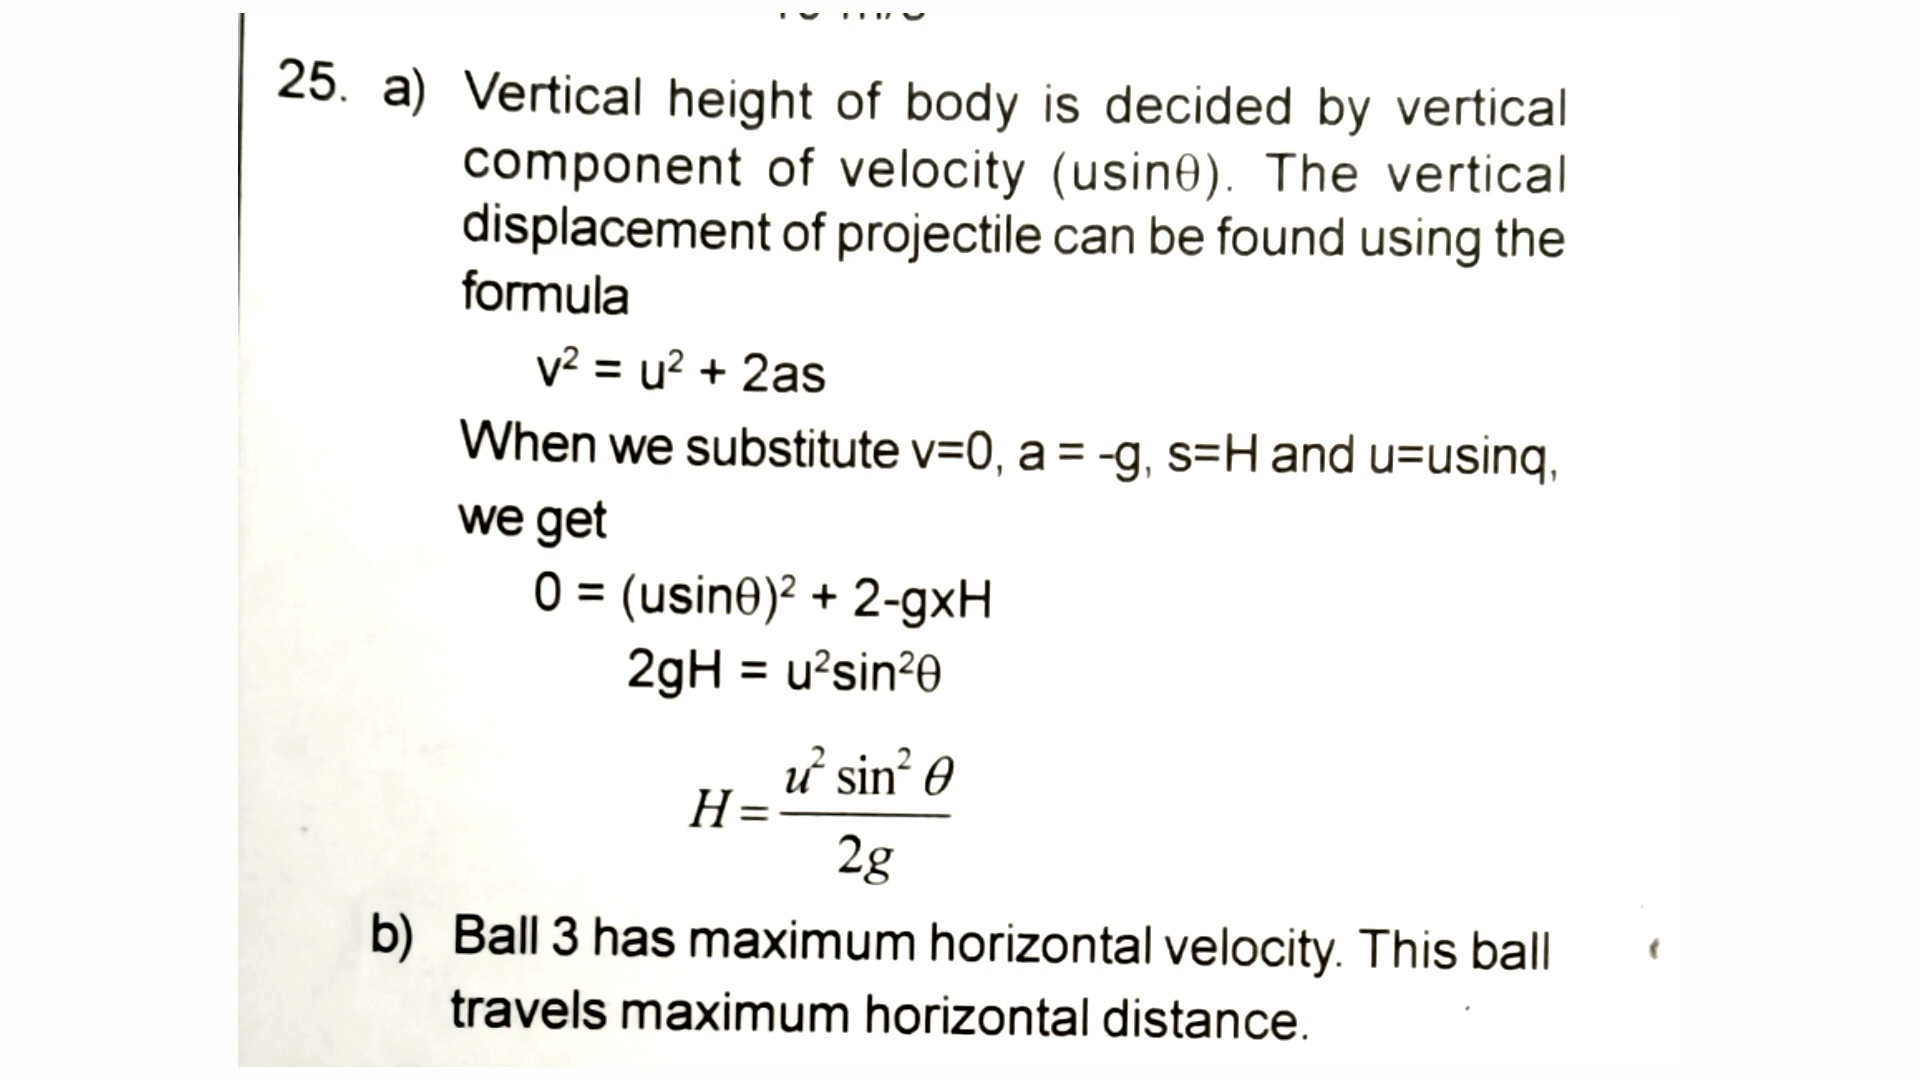 25. a) Vertical height of body is decided by vertical
component of velocity (usinθ). The vertical
displacement of projectile can be found using the
formula
v² = u² + 2as
When we substitute v=0, a = -g, s=H and u=usinq,
we get
0 = (usinθ)² + 2-gxH
2gH = u²sin²θ
H = u² sin² θ / 2g
b) Ball 3 has maximum horizontal velocity. This ball
travels maximum horizontal distance.